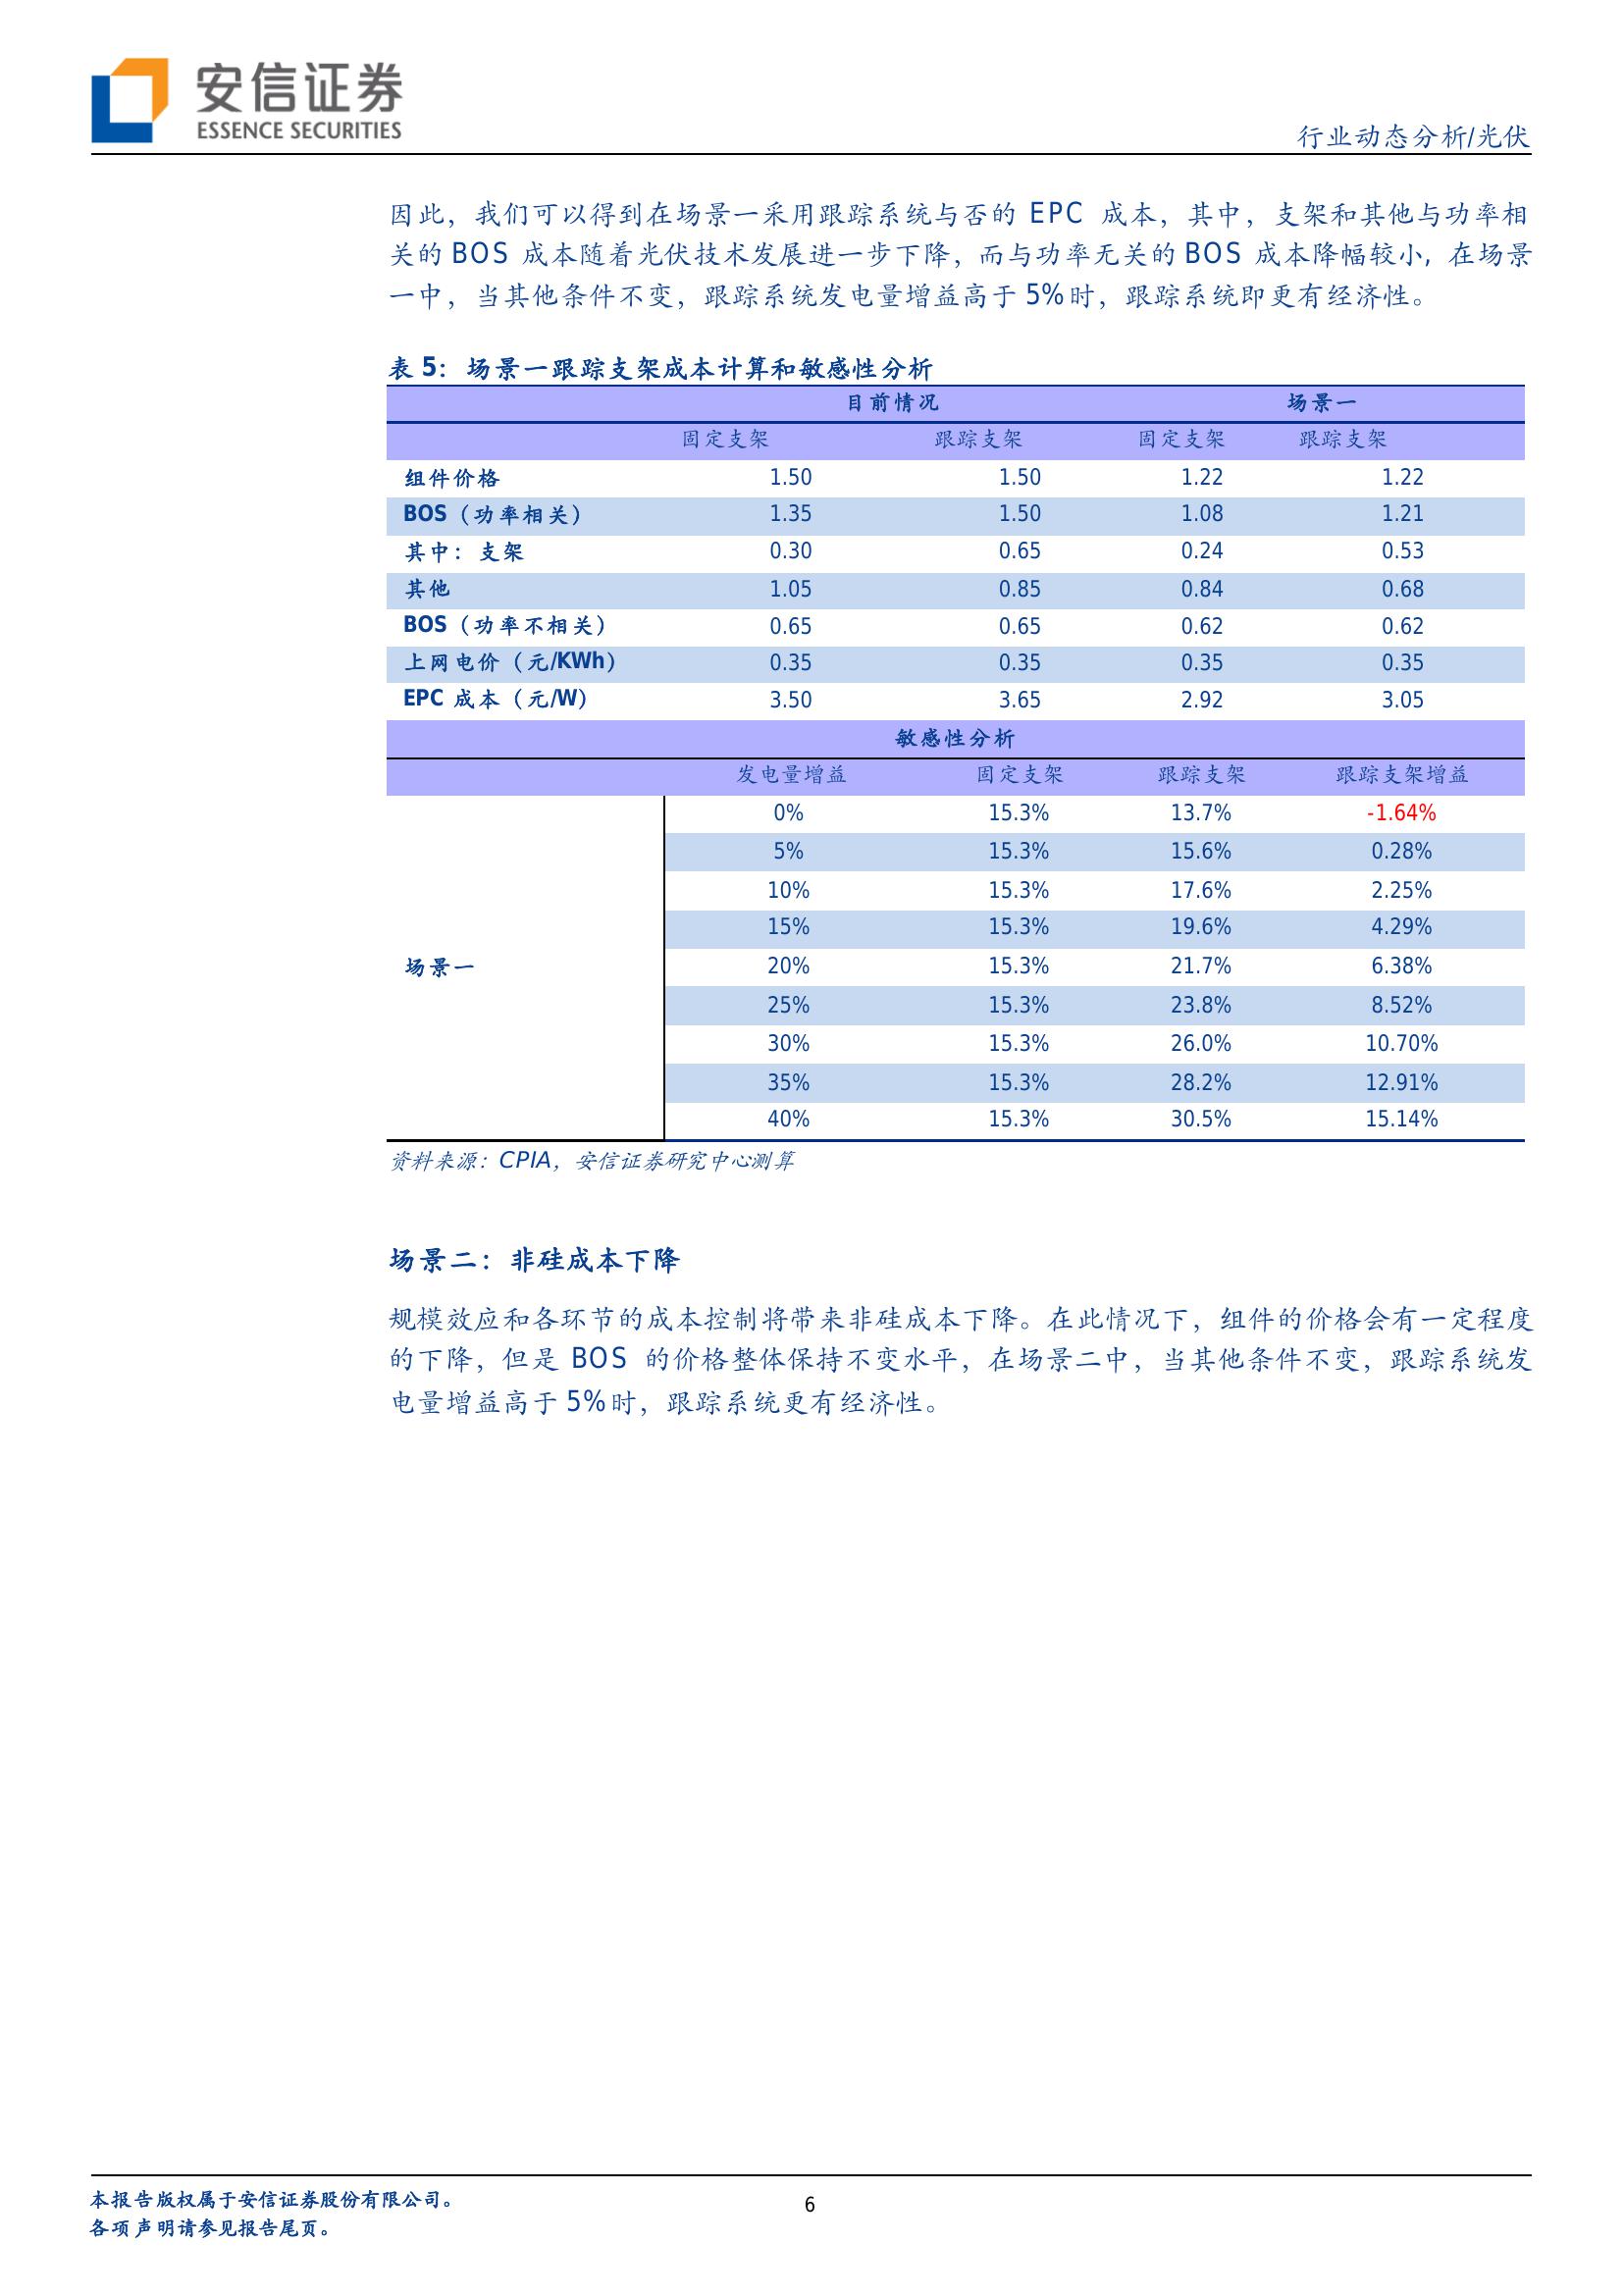 安信证券
ESSENCE SECURITIES
行业动态分析/光伏
因此，我们可以得到在场景一采用跟踪系统与否的 EPC 成本，其中，支架和其他与功率相
关的 BOS 成本随着光伏技术发展进一步下降，而与功率无关的 BOS 成本降幅较小，在场景
一中，当其他条件不变，跟踪系统发电量增益高于 5%时，跟踪系统即更有经济性。
表 5：场景一跟踪支架成本计算和敏感性分析
目前情况 场景一
固定支架 跟踪支架 固定支架 跟踪支架
组件价格 1.50 1.50 1.22 1.22
BOS（功率相关） 1.35 1.50 1.08 1.21
其中：支架 0.30 0.65 0.24 0.53
其他 1.05 0.85 0.84 0.68
BOS（功率不相关） 0.65 0.65 0.62 0.62
上网电价（元/KWh） 0.35 0.35 0.35 0.35
EPC 成本（元/W） 3.50 3.65 2.92 3.05
敏感性分析
发电量增益 固定支架 跟踪支架 跟踪支架增益
0% 15.3% 13.7% -1.64%
5% 15.3% 15.6% 0.28%
10% 15.3% 17.6% 2.25%
15% 15.3% 19.6% 4.29%
场景一 20% 15.3% 21.7% 6.38%
25% 15.3% 23.8% 8.52%
30% 15.3% 26.0% 10.70%
35% 15.3% 28.2% 12.91%
40% 15.3% 30.5% 15.14%
资料来源：CPIA，安信证券研究中心测算
场景二：非硅成本下降
规模效应和各环节的成本控制将带来非硅成本下降。在此情况下，组件的价格会有一定程度
的下降，但是 BOS 的价格整体保持不变水平，在场景二中，当其他条件不变，跟踪系统发
电量增益高于 5%时，跟踪系统更有经济性。
本报告版权属于安信证券股份有限公司。
各项声明请参见报告尾页。
6